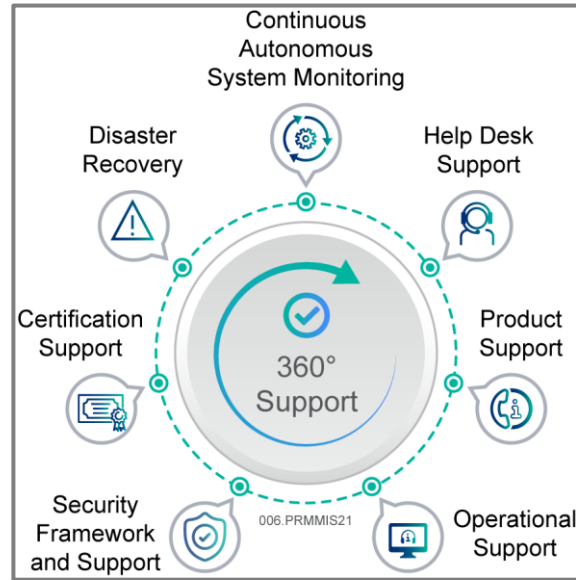 Continuous
Autonomous
System Monitoring
Disaster
Recovery
Help Desk
Support
Certification
Support
360°
Support
Product
Support
Security
Framework
and Support
006.PRMMIS21
Operational
Support